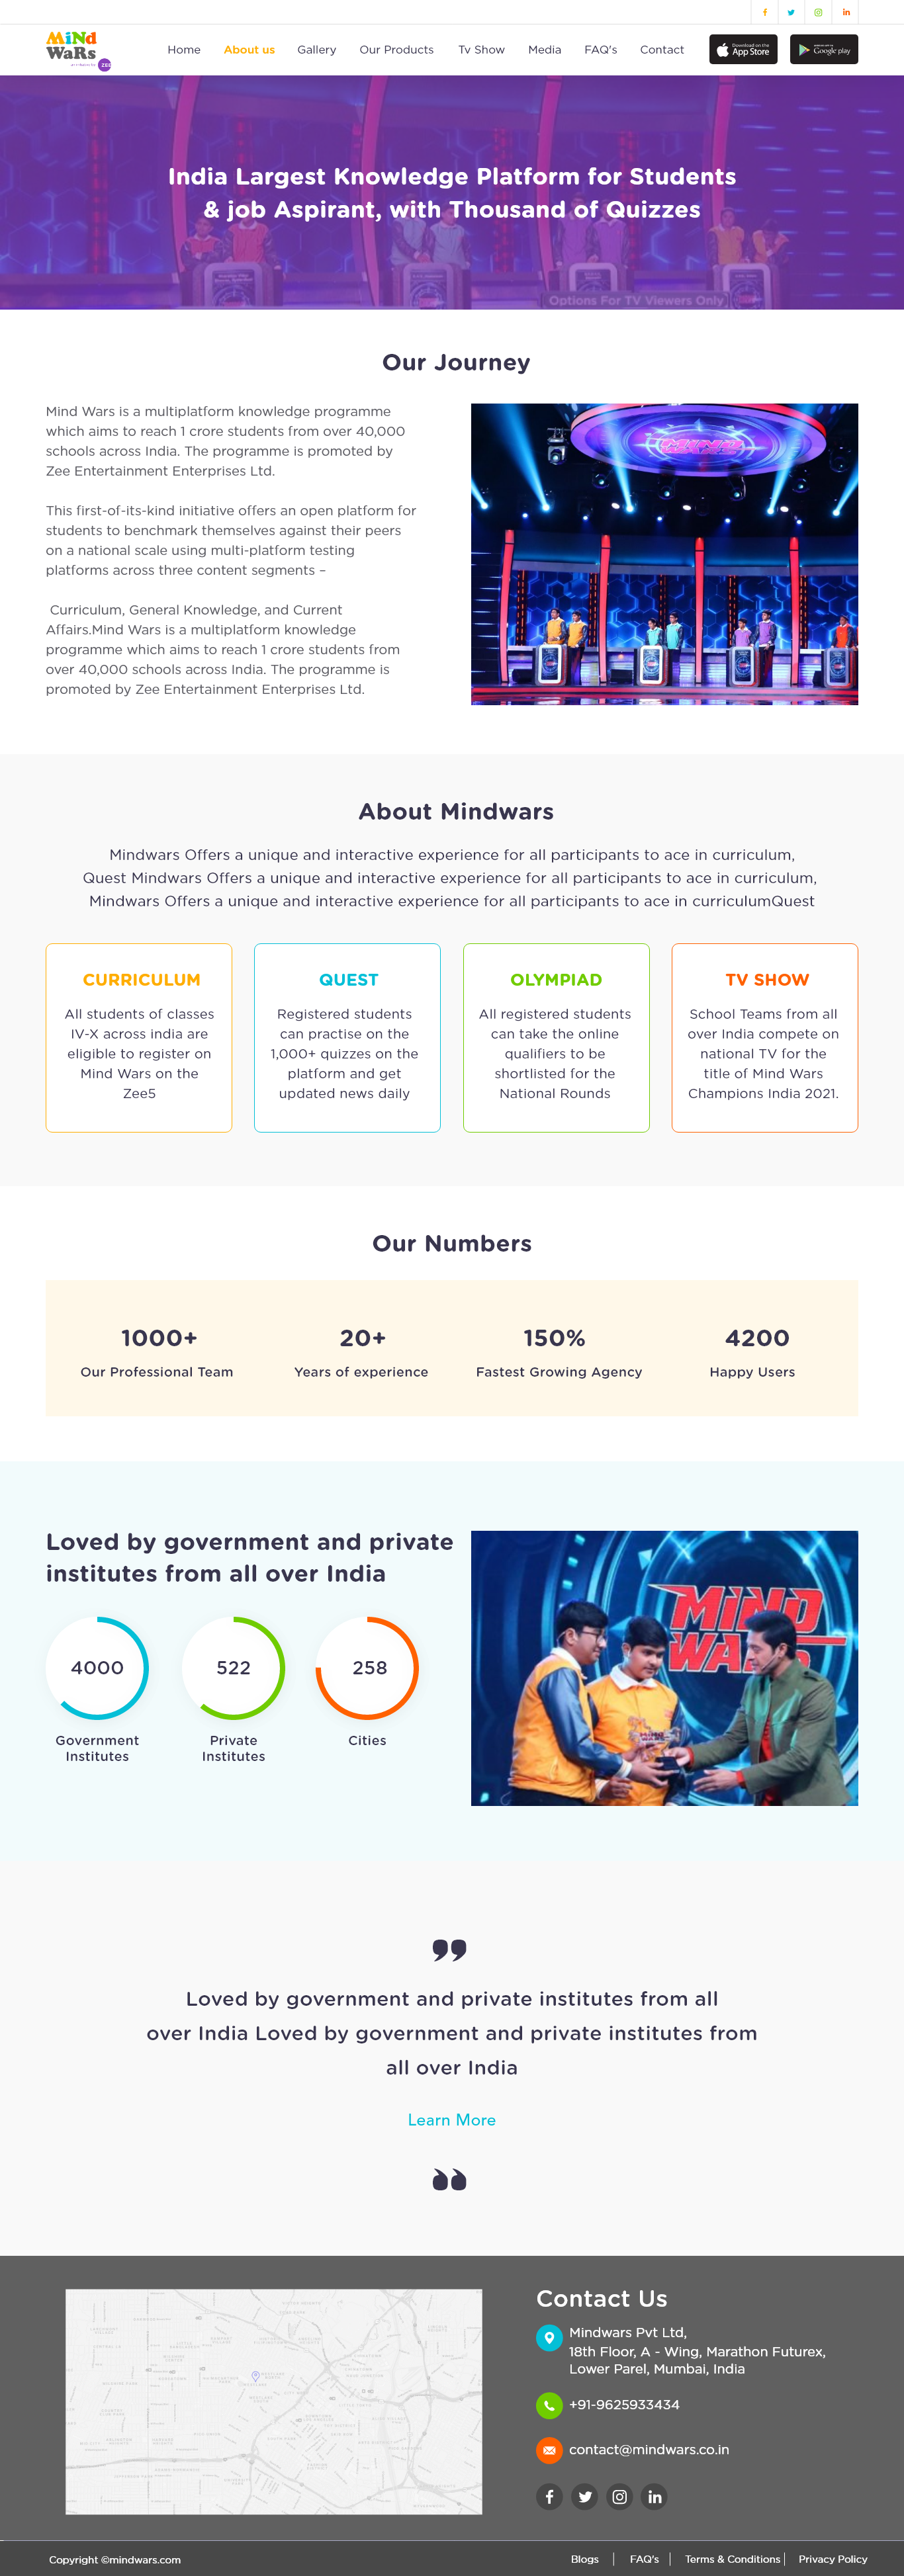 MiNd
WaRs
ZEE
Home About us Gallery Our Products Tv Show Media FAQ's Contact
Download on the
App Store
Google play
India Largest Knowledge Platform for Students
& job Aspirant, with Thousand of Quizzes
Options For TV Viewers Only
Our Journey
Mind Wars is a multiplatform knowledge programme
which aims to reach 1 crore students from over 40,000
schools across India. The programme is promoted by
Zee Entertainment Enterprises Ltd.
This first-of-its-kind initiative offers an open platform for
students to benchmark themselves against their peers
on a national scale using multi-platform testing
platforms across three content segments –
Curriculum, General Knowledge, and Current
Affairs.Mind Wars is a multiplatform knowledge
programme which aims to reach 1 crore students from
over 40,000 schools across India. The programme is
promoted by Zee Entertainment Enterprises Ltd.
MIND WARS
About Mindwars
Mindwars Offers a unique and interactive experience for all participants to ace in curriculum,
Quest Mindwars Offers a unique and interactive experience for all participants to ace in curriculum,
Mindwars Offers a unique and interactive experience for all participants to ace in curriculumQuest
CURRICULUM
All students of classes
IV-X across india are
eligible to register on
Mind Wars on the
Zee5
QUEST
Registered students
can practise on the
1,000+ quizzes on the
platform and get
updated news daily
OLYMPIAD
All registered students
can take the online
qualifiers to be
shortlisted for the
National Rounds
TV SHOW
School Teams from all
over India compete on
national TV for the
title of Mind Wars
Champions India 2021.
Our Numbers
1000+
Our Professional Team
20+
Years of experience
150%
Fastest Growing Agency
4200
Happy Users
Loved by government and private
institutes from all over India
4000
Government
Institutes
522
Private
Institutes
258
Cities
MIND
WARS
❞
Loved by government and private institutes from all
over India Loved by government and private institutes from
all over India
Learn More
❝
Contact Us
Mindwars Pvt Ltd,
18th Floor, A - Wing, Marathon Futurex,
Lower Parel, Mumbai, India
+91-9625933434
contact@mindwars.co.in
Copyright ©mindwars.com
Blogs | FAQ's | Terms & Conditions | Privacy Policy